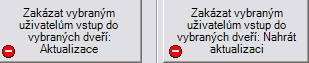 Zakázat vybraným
uživatelům vstup do
vybraných dveří:
Aktualizace
Zakázat vybraným
uživatelům vstup do
vybraných dveří: Nahrát
aktualizaci